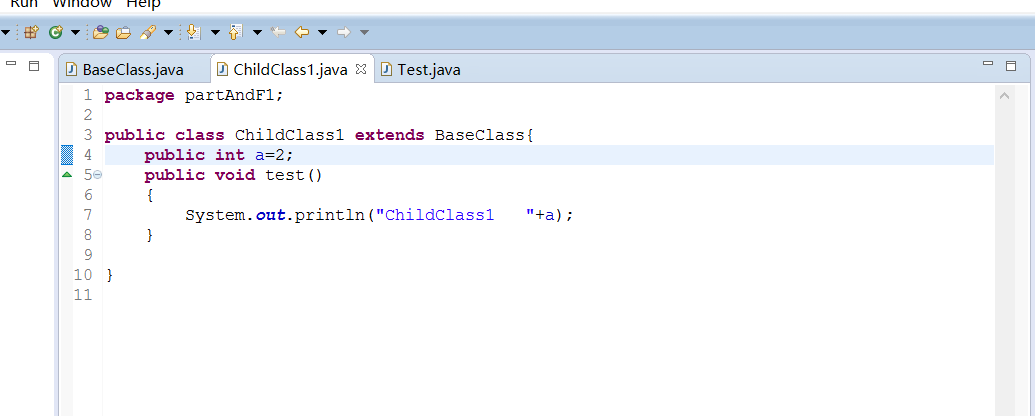 Run Window Help
BaseClass.java ChildClass1.java Test.java
1 package partAndF1;
2
3 public class ChildClass1 extends BaseClass{
4     public int a=2;
5     public void test()
6     {
7         System.out.println("ChildClass1   "+a);
8     }
9
10 }
11